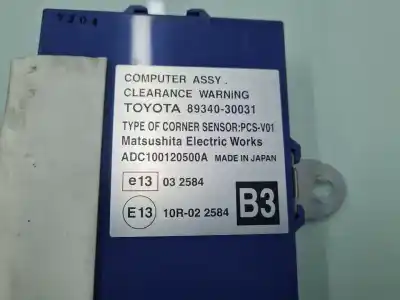 COMPUTER ASSY.
CLEARANCE WARNING
TOYOTA 89340-30031
TYPE OF CORNER SENSOR:PCS-V01
Matsushita Electric Works
ADC100120500A MADE IN JAPAN
e13 03 2584
E13 10R-02 2584
B3